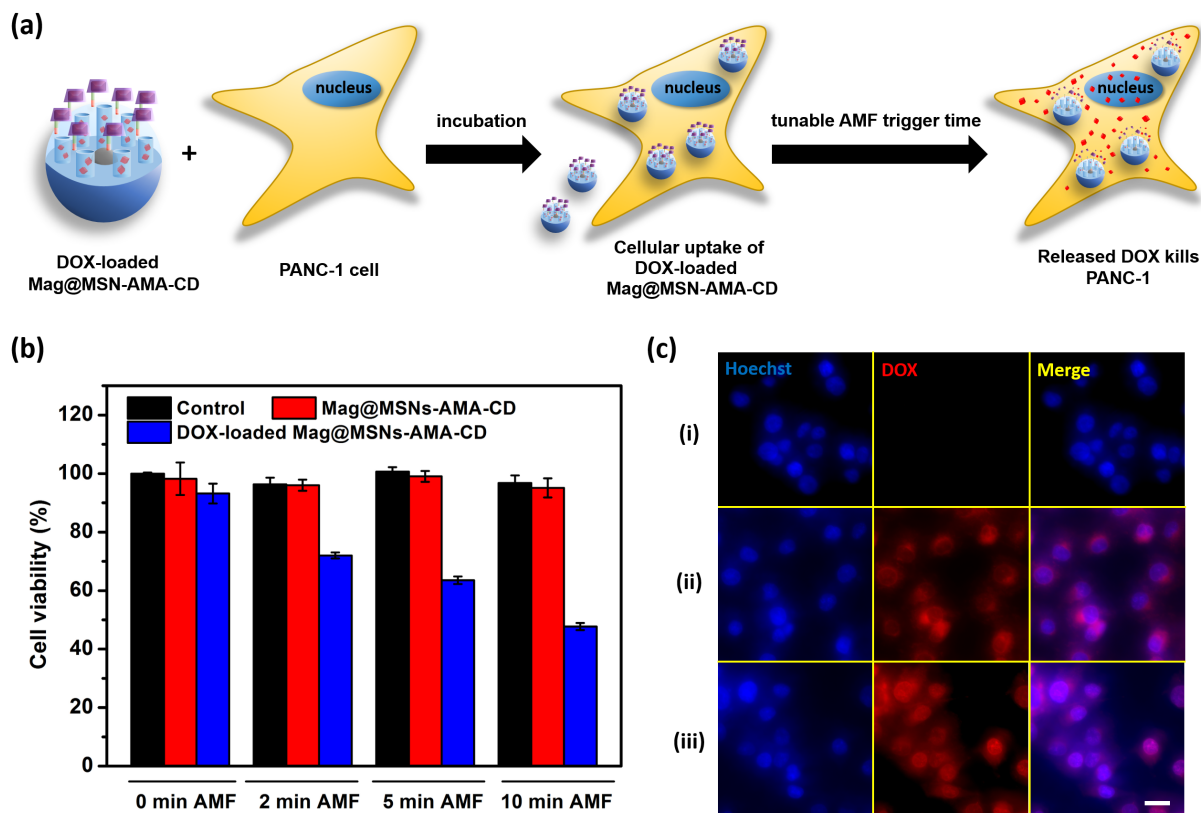 (a)
nucleus
nucleus
incubation
tunable AMF trigger time
+
DOX-loaded
Mag@MSN-AMA-CD
PANC-1 cell
Cellular uptake of
DOX-loaded
Mag@MSN-AMA-CD
Released DOX kills
PANC-1
(b)
Control
Mag@MSNs-AMA-CD
DOX-loaded Mag@MSNs-AMA-CD
Cell viability (%)
120
100
80
60
40
20
0
0 min AMF
2 min AMF
5 min AMF
10 min AMF
(c)
Hoechst
DOX
Merge
(i)
(ii)
(iii)
nucleus